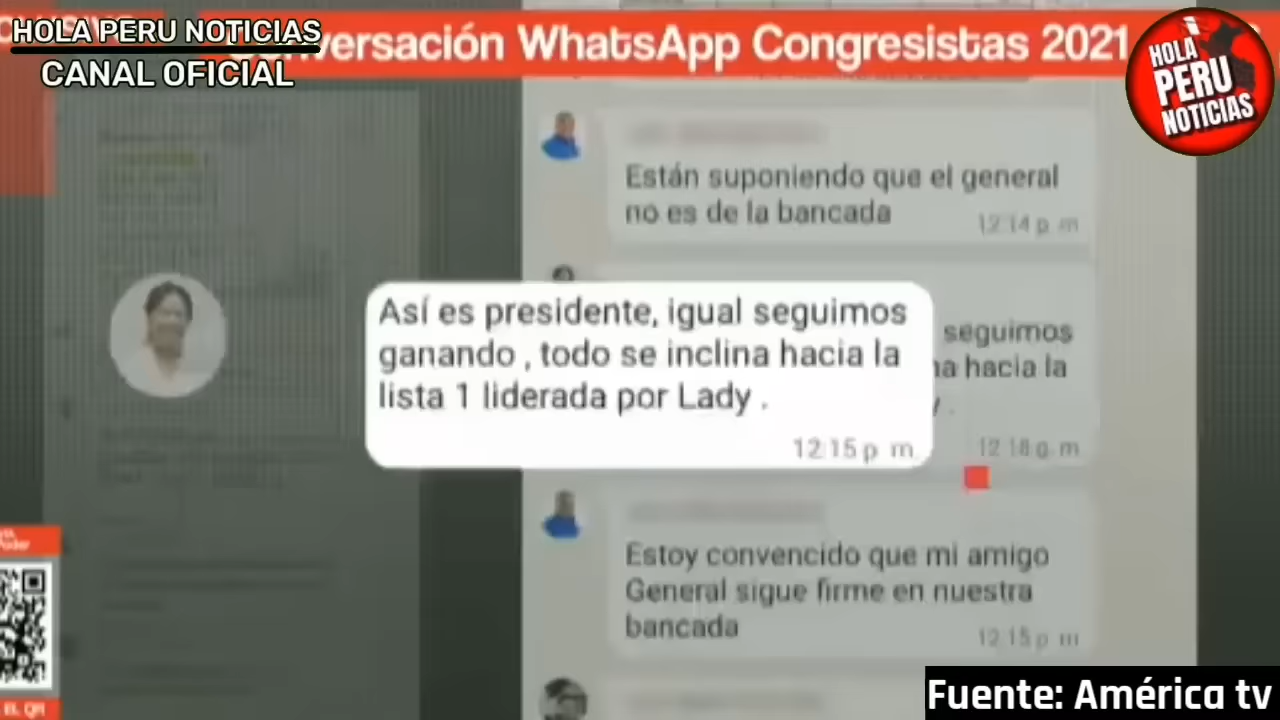 HOLA PERU NOTICIAS
CANAL OFICIAL
versación WhatsApp Congresistas 2021
HOLA
PERU
NOTICIAS
Están suponiendo que el general
no es de la bancada
12:14 p. m
Así es presidente, igual seguimos
ganando , todo se inclina hacia la
lista 1 liderada por Lady .
12:15 p m
seguimos
hacia la
Estoy convencido que mi amigo
General sigue firme en nuestra
bancada
12:15 p m
EL QR
Fuente: América tv